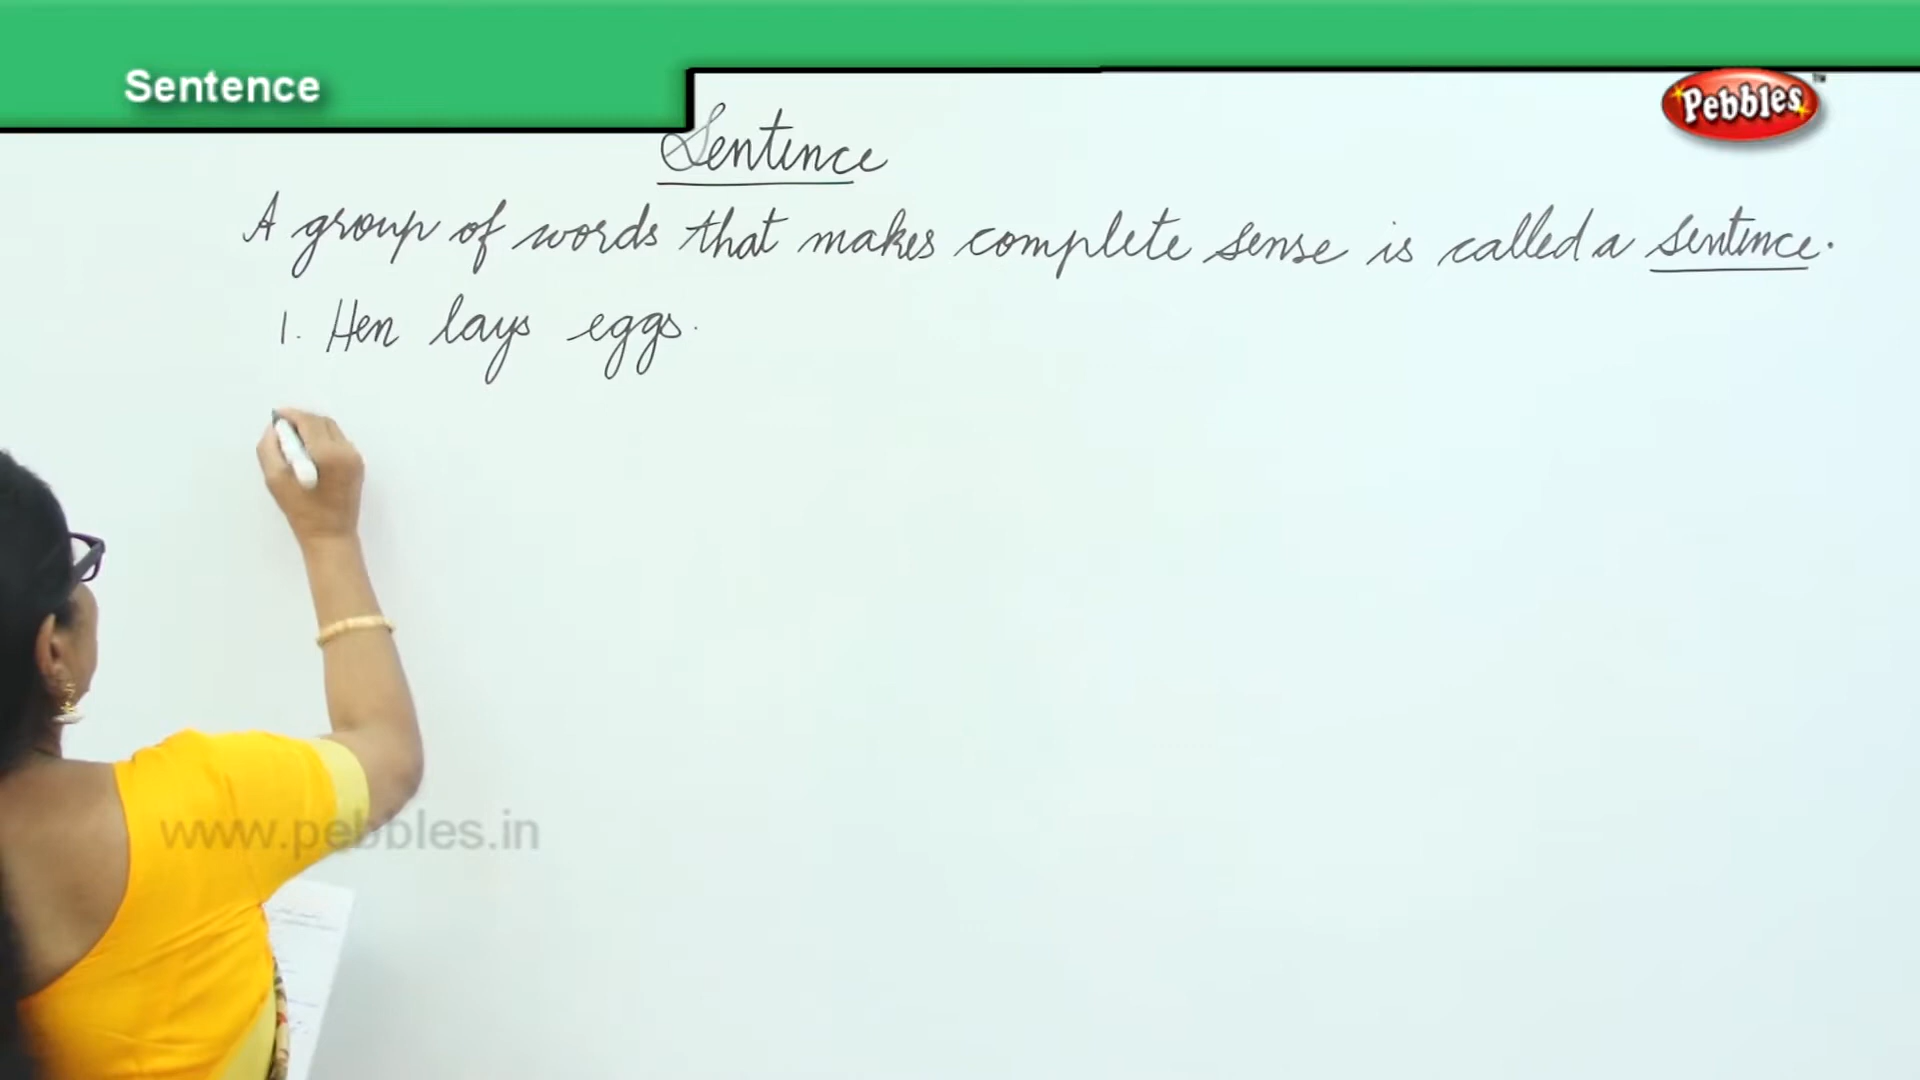 Sentence
Pebbles™
Sentence
A group of words that makes complete sense is called a sentence.
1. Hen lays eggs.
www.pebbles.in